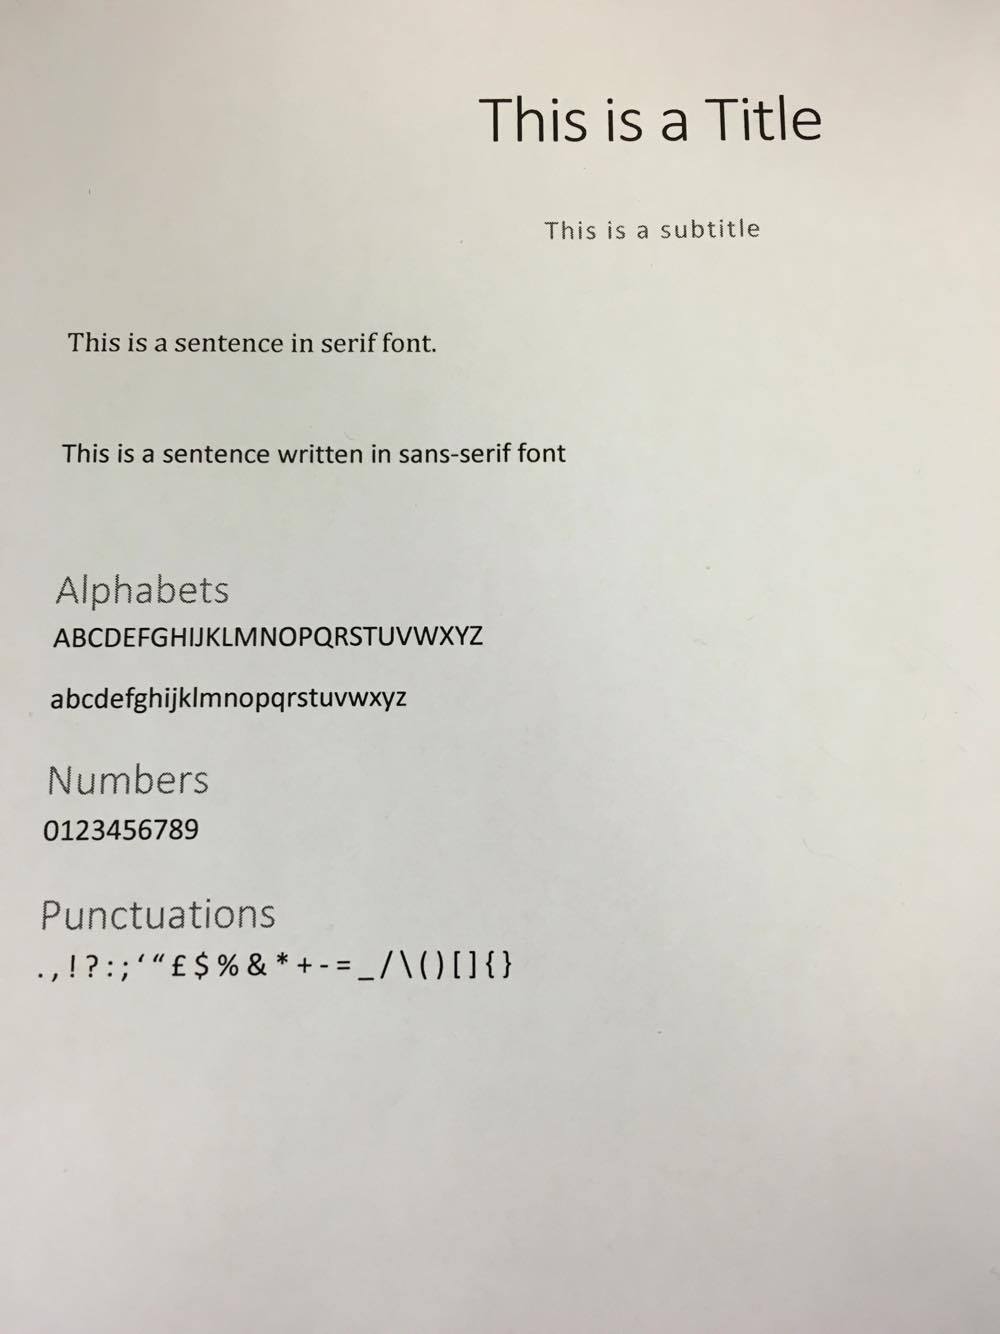 This is a Title
This is a subtitle
This is a sentence in serif font.
This is a sentence written in sans-serif font
Alphabets
ABCDEFGHIJKLMNOPQRSTUVWXYZ
abcdefghijklmnopqrstuvwxyz
Numbers
0123456789
Punctuations
. , ! ? : ; ‘ “ £ $ % & * + - = _ / \ ( ) [ ] { }